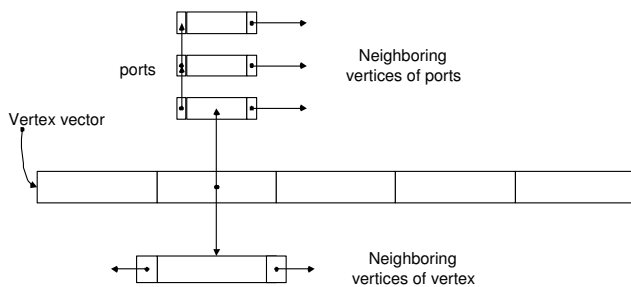 Neighboring
vertices of ports
ports
Vertex vector
Neighboring
vertices of vertex